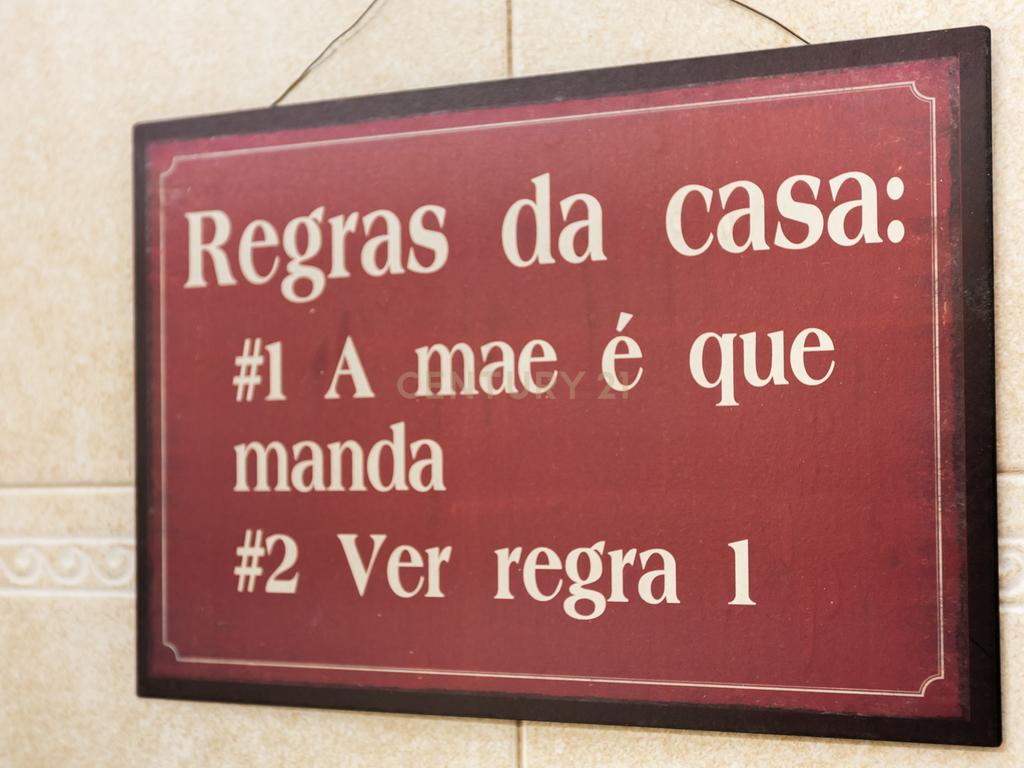 Regras da casa:
#1 A mae é que
CENTURY 21
manda
#2 Ver regra 1